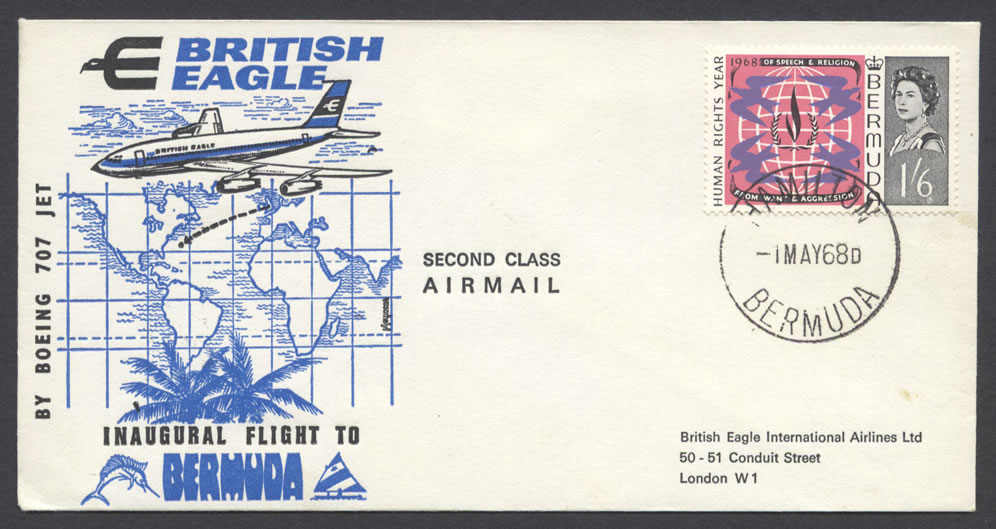 BRITISH
EAGLE
E
BRITISH EAGLE
BY BOEING 707 JET
INAUGURAL FLIGHT TO
BERMUDA
SECOND CLASS
AIRMAIL
HUMAN RIGHTS YEAR
1968 OF SPEECH & RELIGION
FROM WANT & AGGRESSION
BERMUDA
1/6
HAMILTON
-1MAY68D
BERMUDA
British Eagle International Airlines Ltd
50 - 51 Conduit Street
London W1